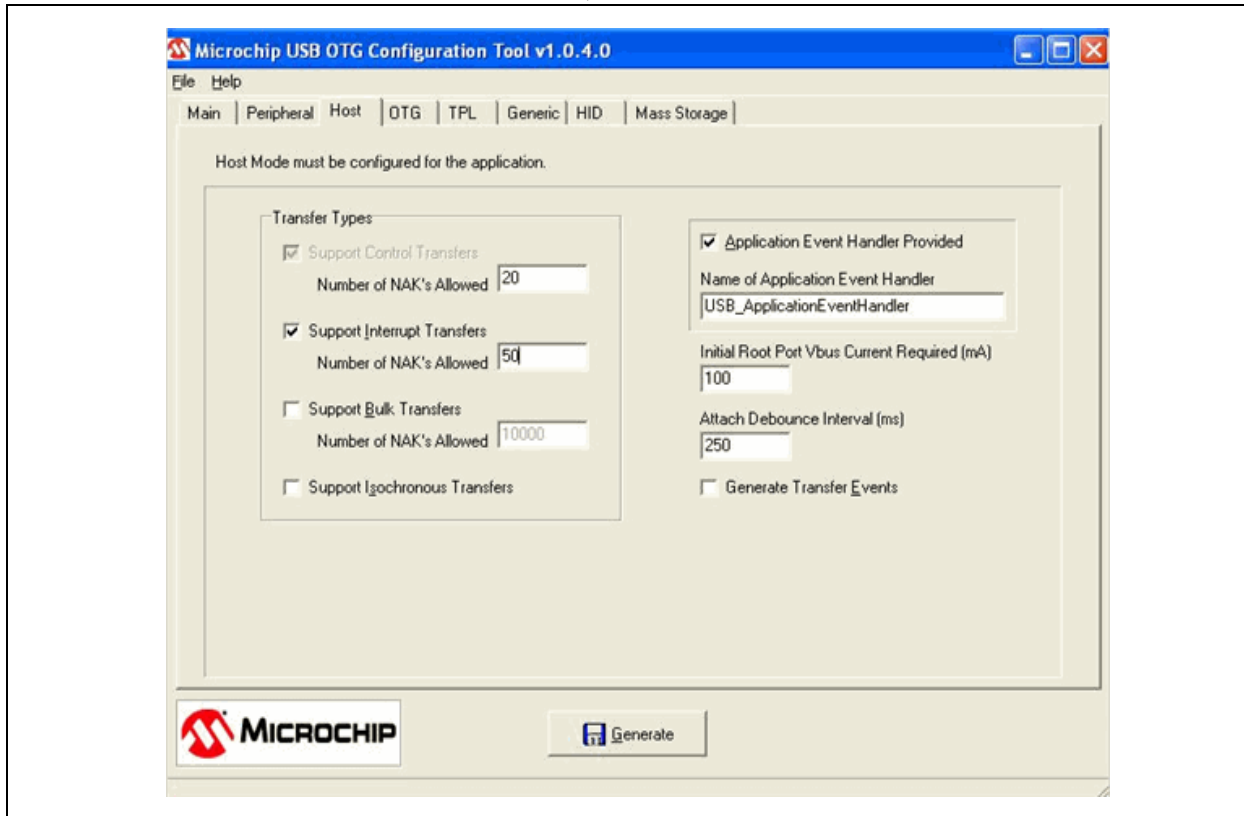 Microchip USB OTG Configuration Tool v1.0.4.0
File Help
Main Peripheral Host OTG TPL Generic HID Mass Storage
Host Mode must be configured for the application.
Transfer Types
Support Control Transfers
Number of NAK's Allowed 20
Support Interrupt Transfers
Number of NAK's Allowed 50
Support Bulk Transfers
Number of NAK's Allowed 10000
Support Isochronous Transfers
Application Event Handler Provided
Name of Application Event Handler
USB_ApplicationEventHandler
Initial Root Port Vbus Current Required (mA)
100
Attach Debounce Interval (ms)
250
Generate Transfer Events
MICROCHIP
Generate